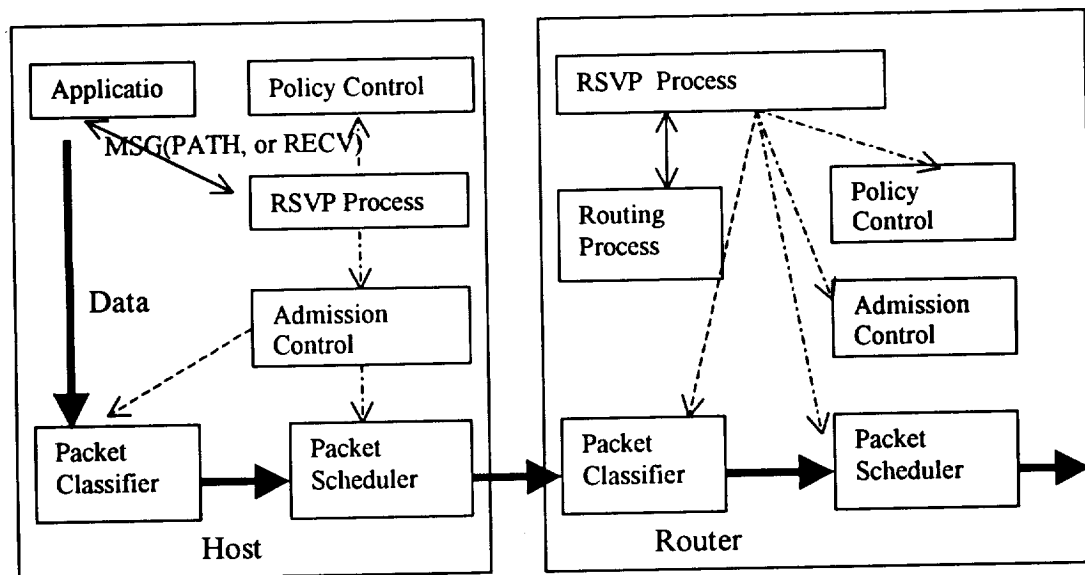 Applicatio
Policy Control
MSG(PATH, or RECV)
RSVP Process
Data
Admission
Control
Packet
Classifier
Packet
Scheduler
Host
RSVP Process
Routing
Process
Policy
Control
Admission
Control
Packet
Classifier
Packet
Scheduler
Router